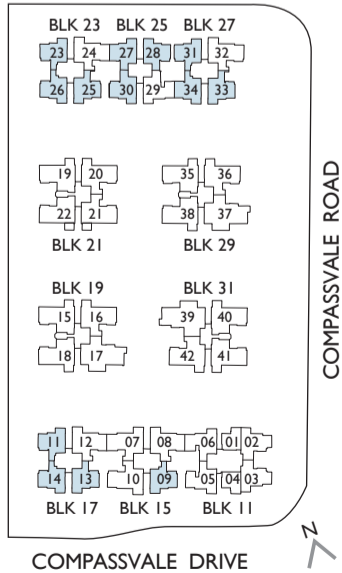 BLK 23 BLK 25 BLK 27
23 24 27 28 31 32
26 25 30 29 34 33
19 20 35 36
22 21 38 37
BLK 21 BLK 29
COMPASSVALE ROAD
BLK 19 BLK 31
15 16 39 40
18 17 42 41
11 12 07 08 06 01 02
14 13 10 09 05 04 03
BLK 17 BLK 15 BLK 11
N
COMPASSVALE DRIVE